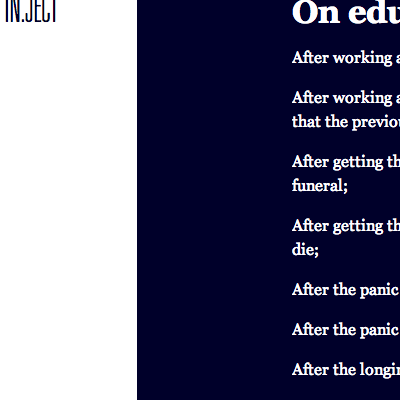 IN.JECT
On edu
After working a
After working a
that the previou
After getting th
funeral;
After getting th
die;
After the panic
After the panic
After the longin